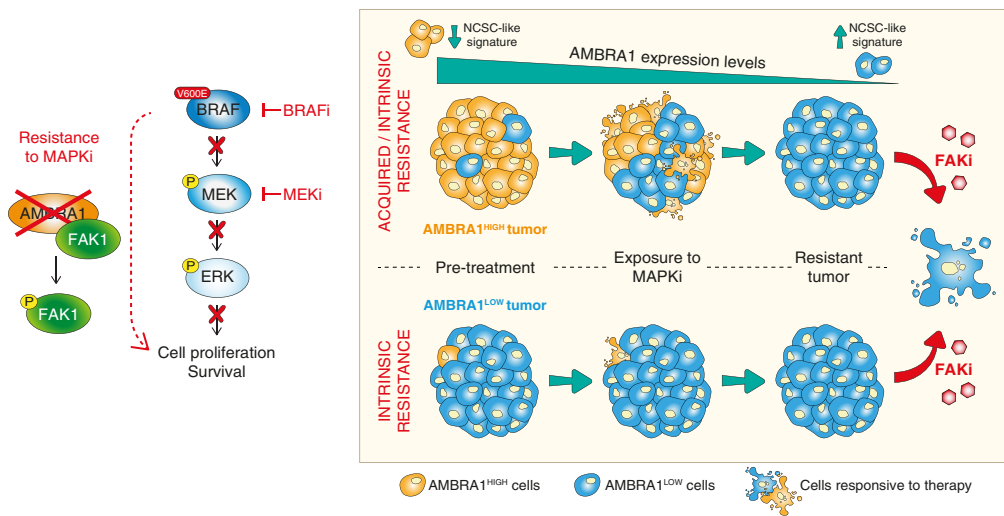 Resistance
to MAPKi
AMBRA1
FAK1
P
FAK1
V600E
BRAF
BRAFi
P
MEK
MEKi
P
ERK
Cell proliferation
Survival
NCSC-like
signature
AMBRA1 expression levels
NCSC-like
signature
ACQUIRED / INTRINSIC
RESISTANCE
AMBRA1HIGH tumor
FAKi
Pre-treatment
Exposure to
MAPKi
Resistant
tumor
AMBRA1LOW tumor
INTRINSIC
RESISTANCE
FAKi
AMBRA1HIGH cells
AMBRA1LOW cells
Cells responsive to therapy